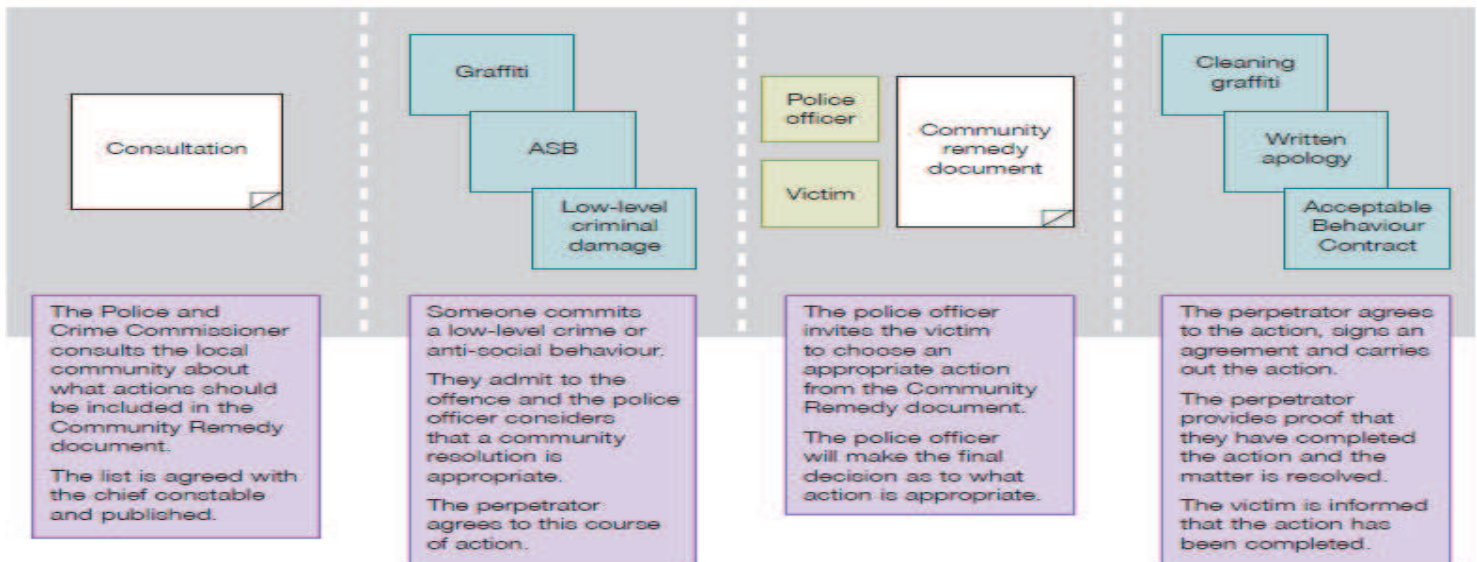 Consultation
The Police and
Crime Commissioner
consults the local
community about
what actions should
be included in the
Community Remedy
document.
The list is agreed with
the chief constable
and published.
Graffiti
ASB
Low-level
criminal
damage
Someone commits
a low-level crime or
anti-social behaviour.
They admit to the
offence and the police
officer considers
that a community
resolution is
appropriate.
The perpetrator
agrees to this course
of action.
Police
officer
Victim
Community
remedy
document
The police officer
invites the victim
to choose an
appropriate action
from the Community
Remedy document.
The police officer
will make the final
decision as to what
action is appropriate.
Cleaning
graffiti
Written
apology
Acceptable
Behaviour
Contract
The perpetrator agrees
to the action, signs an
agreement and carries
out the action.
The perpetrator
provides proof that
they have completed
the action and the
matter is resolved.
The victim is informed
that the action has
been completed.